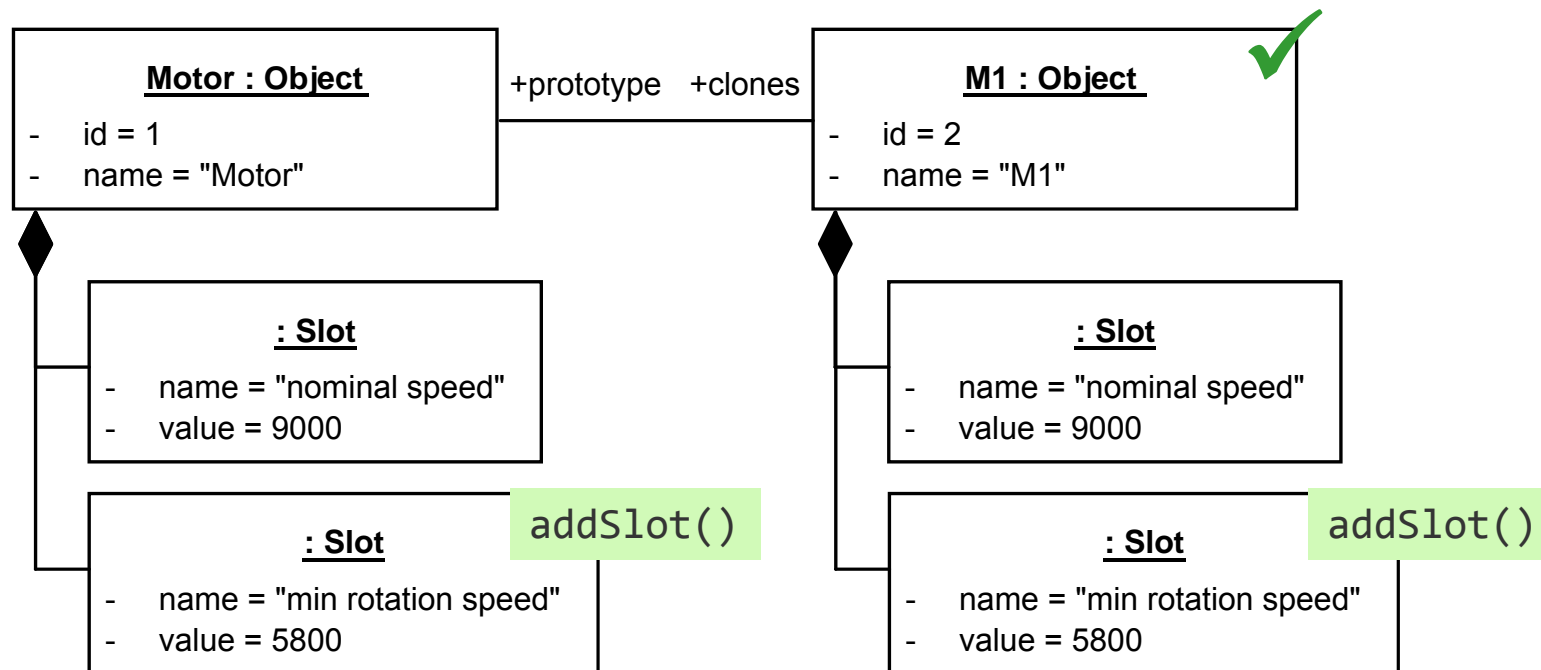 Motor : Object
- id = 1
- name = "Motor"
+prototype +clones
M1 : Object
- id = 2
- name = "M1"
: Slot
- name = "nominal speed"
- value = 9000
: Slot
- name = "nominal speed"
- value = 9000
: Slot
addSlot()
- name = "min rotation speed"
- value = 5800
: Slot
addSlot()
- name = "min rotation speed"
- value = 5800